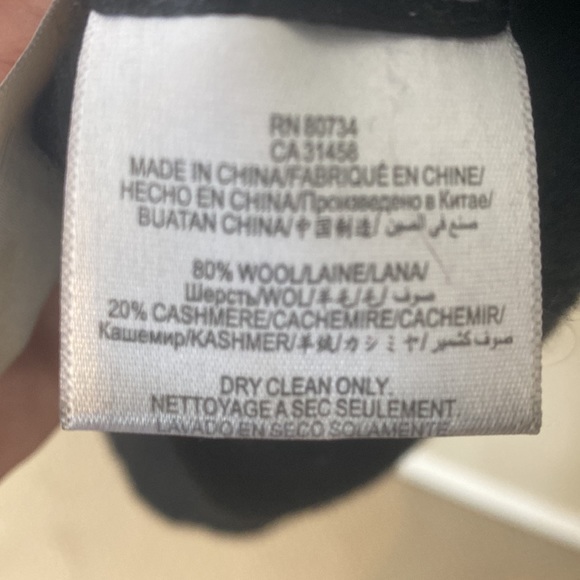 RN 80734
CA 31456
MADE IN CHINA/FABRIQUÉ EN CHINE/
HECHO EN CHINA/Произведено в Китае/
BUATAN CHINA/中国制造/ صنع في الصين
80% WOOL/LAINE/LANA/
Шерсть/WOL/羊毛/毛/ صوف/
20% CASHMERE/CACHEMIRE/CACHEMIR/
Кашемир/KASHMER/羊绒/カシミヤ/صوف كشمير
DRY CLEAN ONLY.
NETTOYAGE A SEC SEULEMENT.
LAVADO EN SECO SOLAMENTE